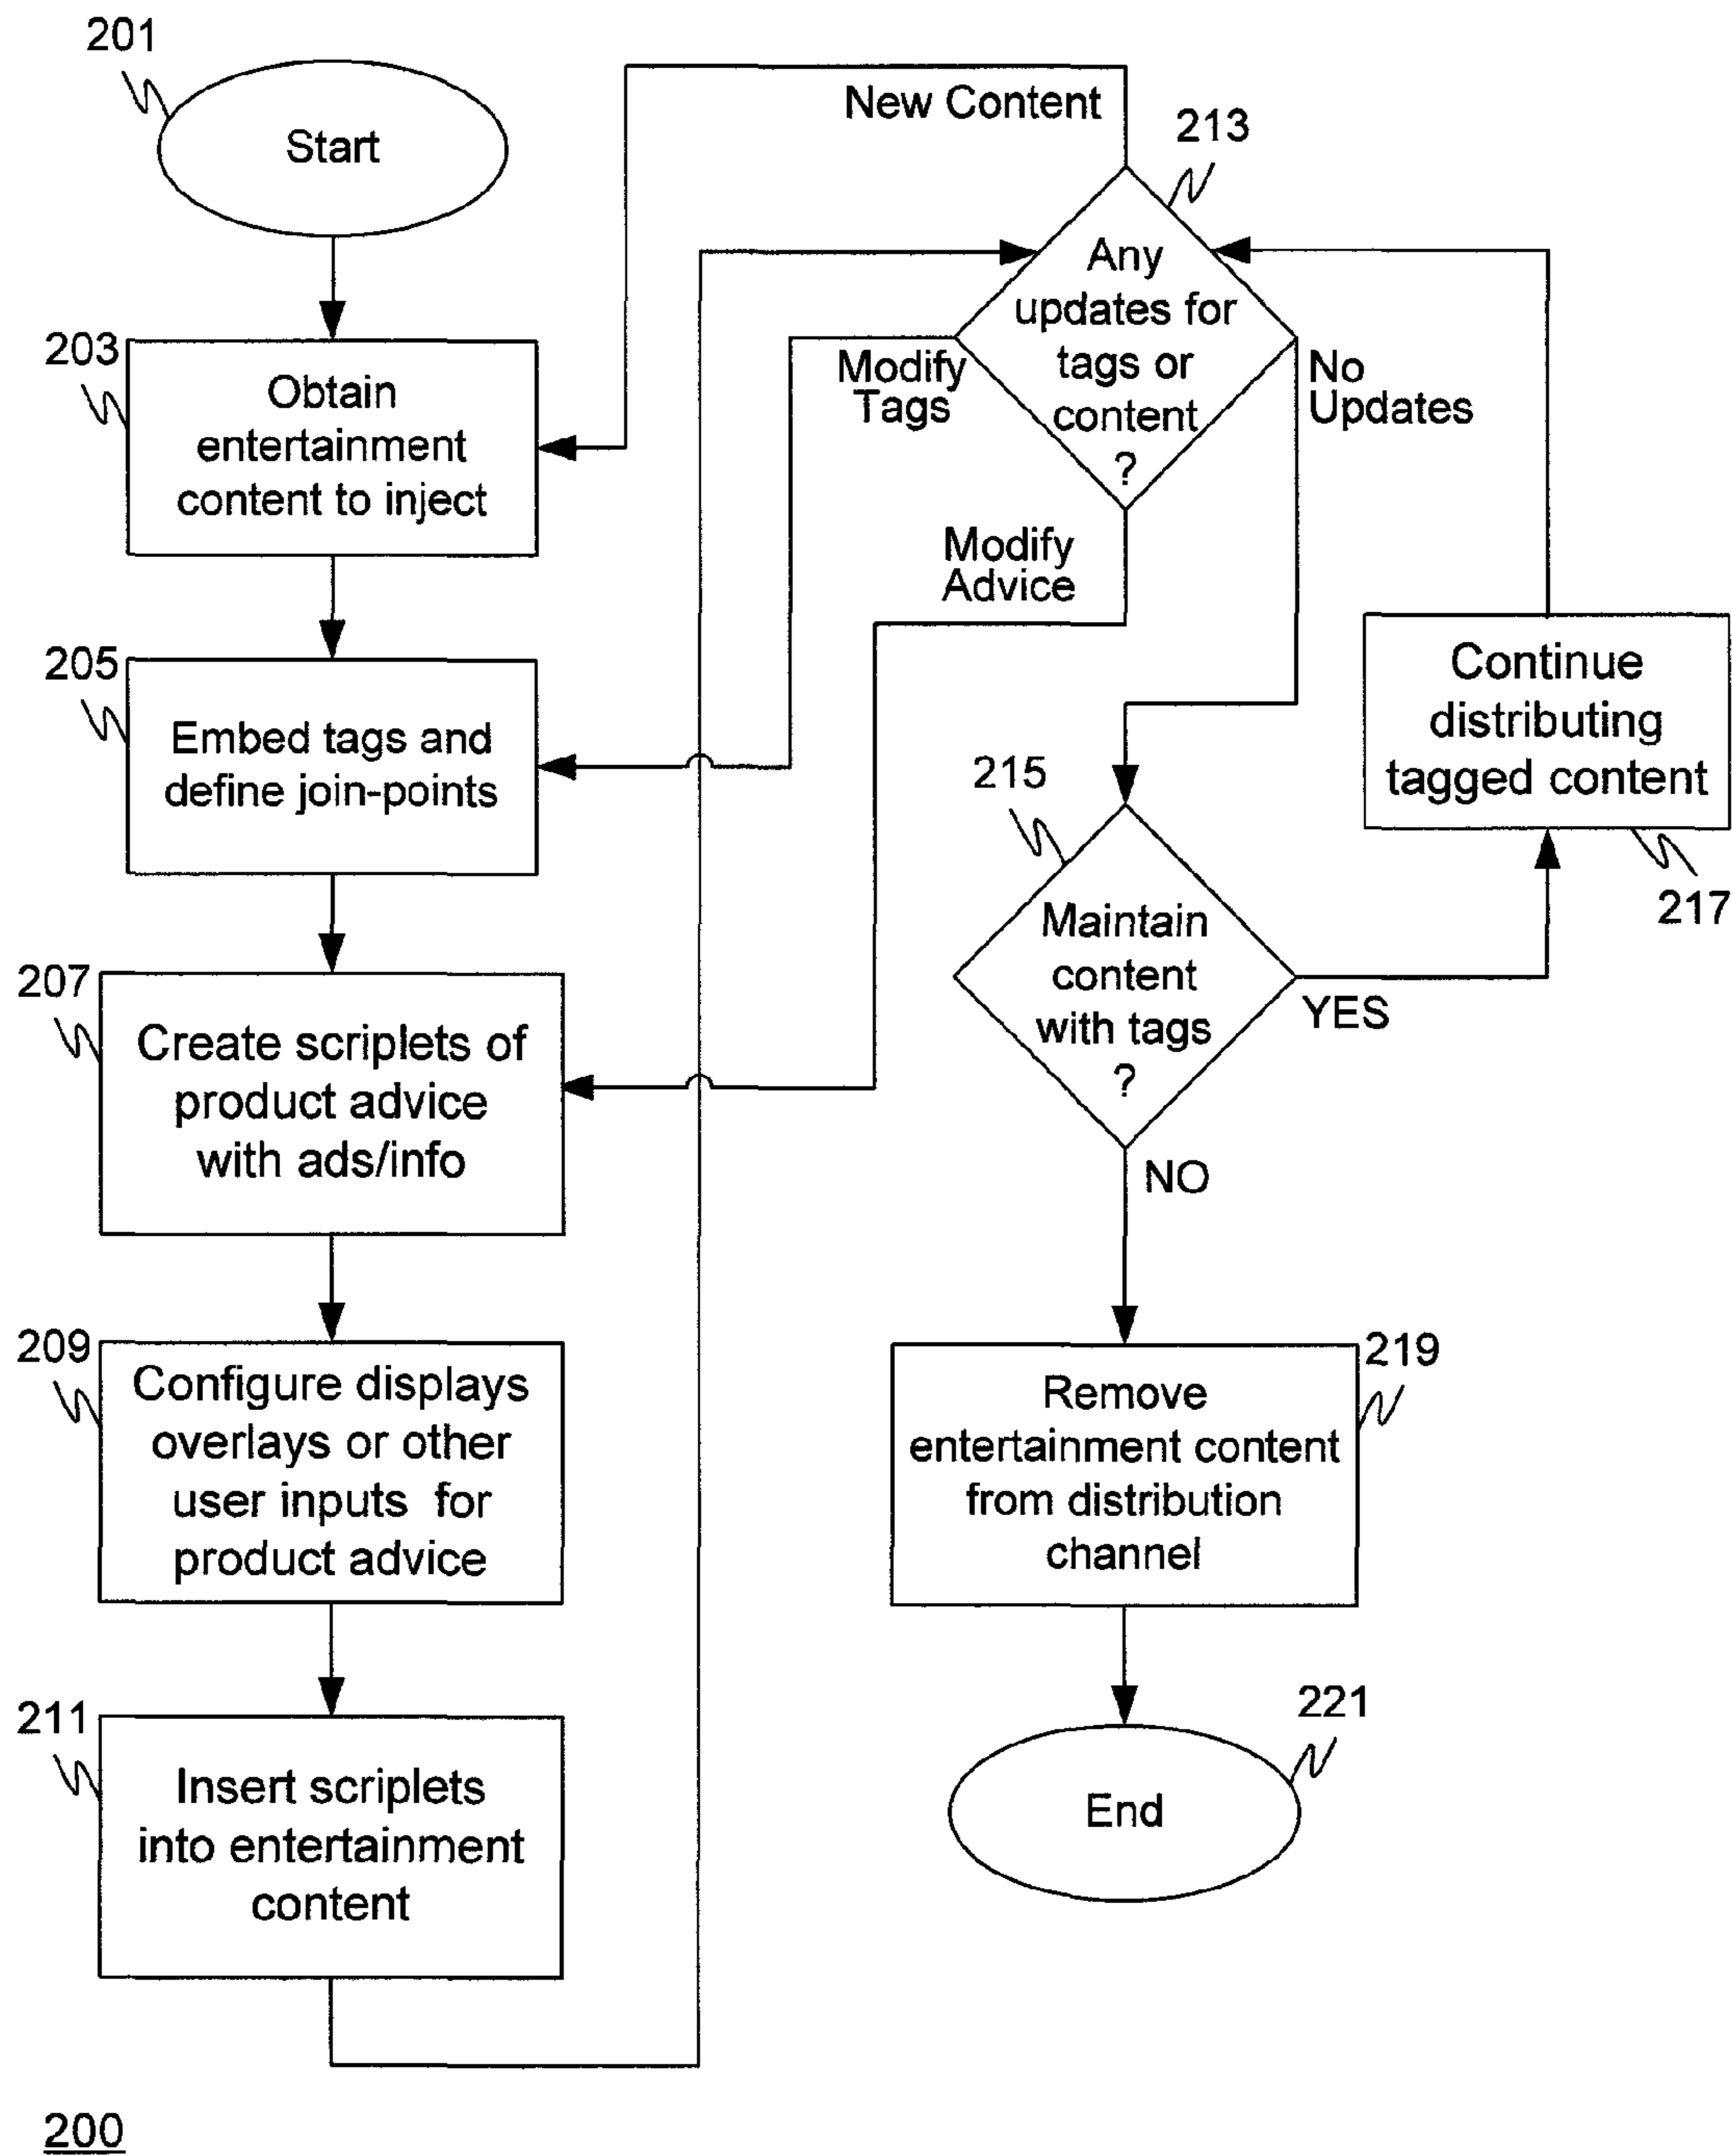 201
Start
203
Obtain
entertainment
content to inject
205
Embed tags and
define join-points
207
Create scriplets of
product advice
with ads/info
209
Configure displays
overlays or other
user inputs for
product advice
211
Insert scriplets
into entertainment
content
New Content
213
Any
updates for
tags or
content
?
Modify
Tags
No
Updates
Modify
Advice
215
Maintain
content
with tags
?
YES
NO
Continue
distributing
tagged content
217
219
Remove
entertainment content
from distribution
channel
221
End
200